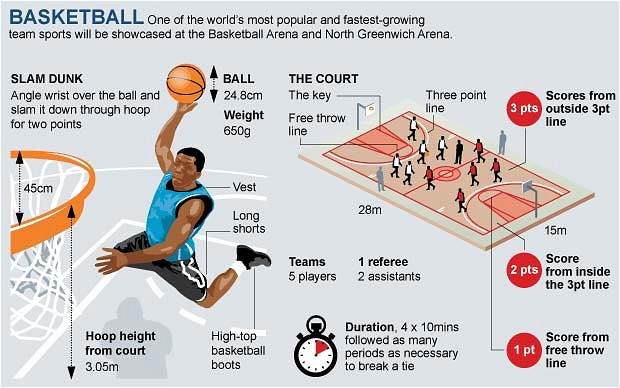 BASKETBALL One of the world's most popular and fastest-growing
team sports will be showcased at the Basketball Arena and North Greenwich Arena.
SLAM DUNK
Angle wrist over the ball and
slam it down through hoop
for two points
BALL
24.8cm
Weight
650g
45cm
Vest
Long
shorts
Hoop height
from court
3.05m
High-top
basketball
boots
THE COURT
The key
Free throw
line
Three point
line
3 pts
Scores from
outside 3pt
line
28m
15m
Teams
5 players
1 referee
2 assistants
2 pts
Score
from inside
the 3pt line
Duration, 4 x 10mins
followed as many
periods as necessary
to break a tie
1 pt
Score from
free throw
line